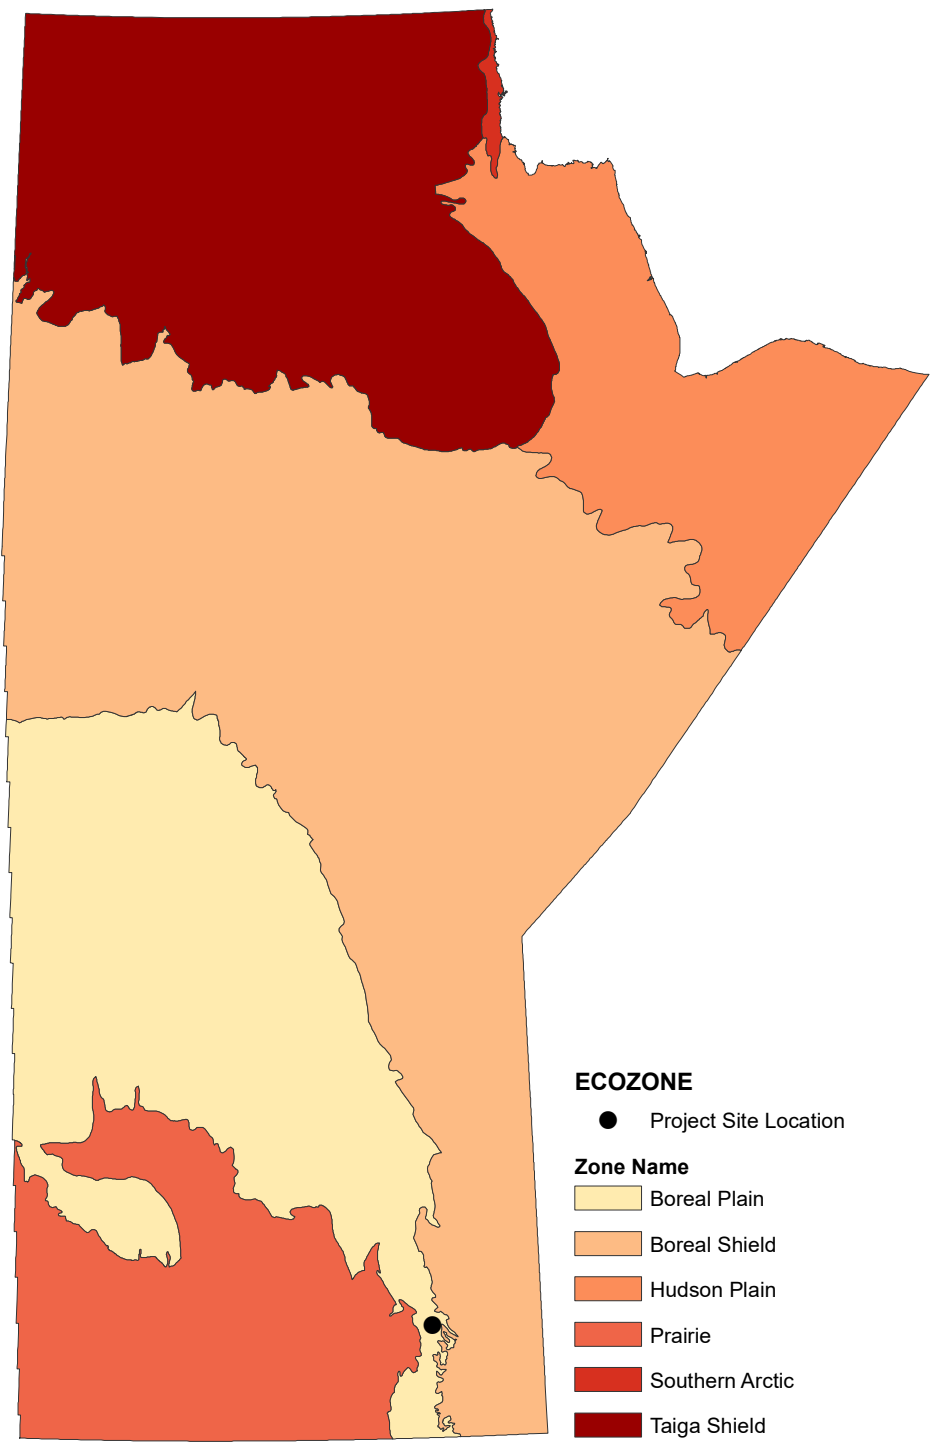 ECOZONE
Project Site Location
Zone Name
Boreal Plain
Boreal Shield
Hudson Plain
Prairie
Southern Arctic
Taiga Shield